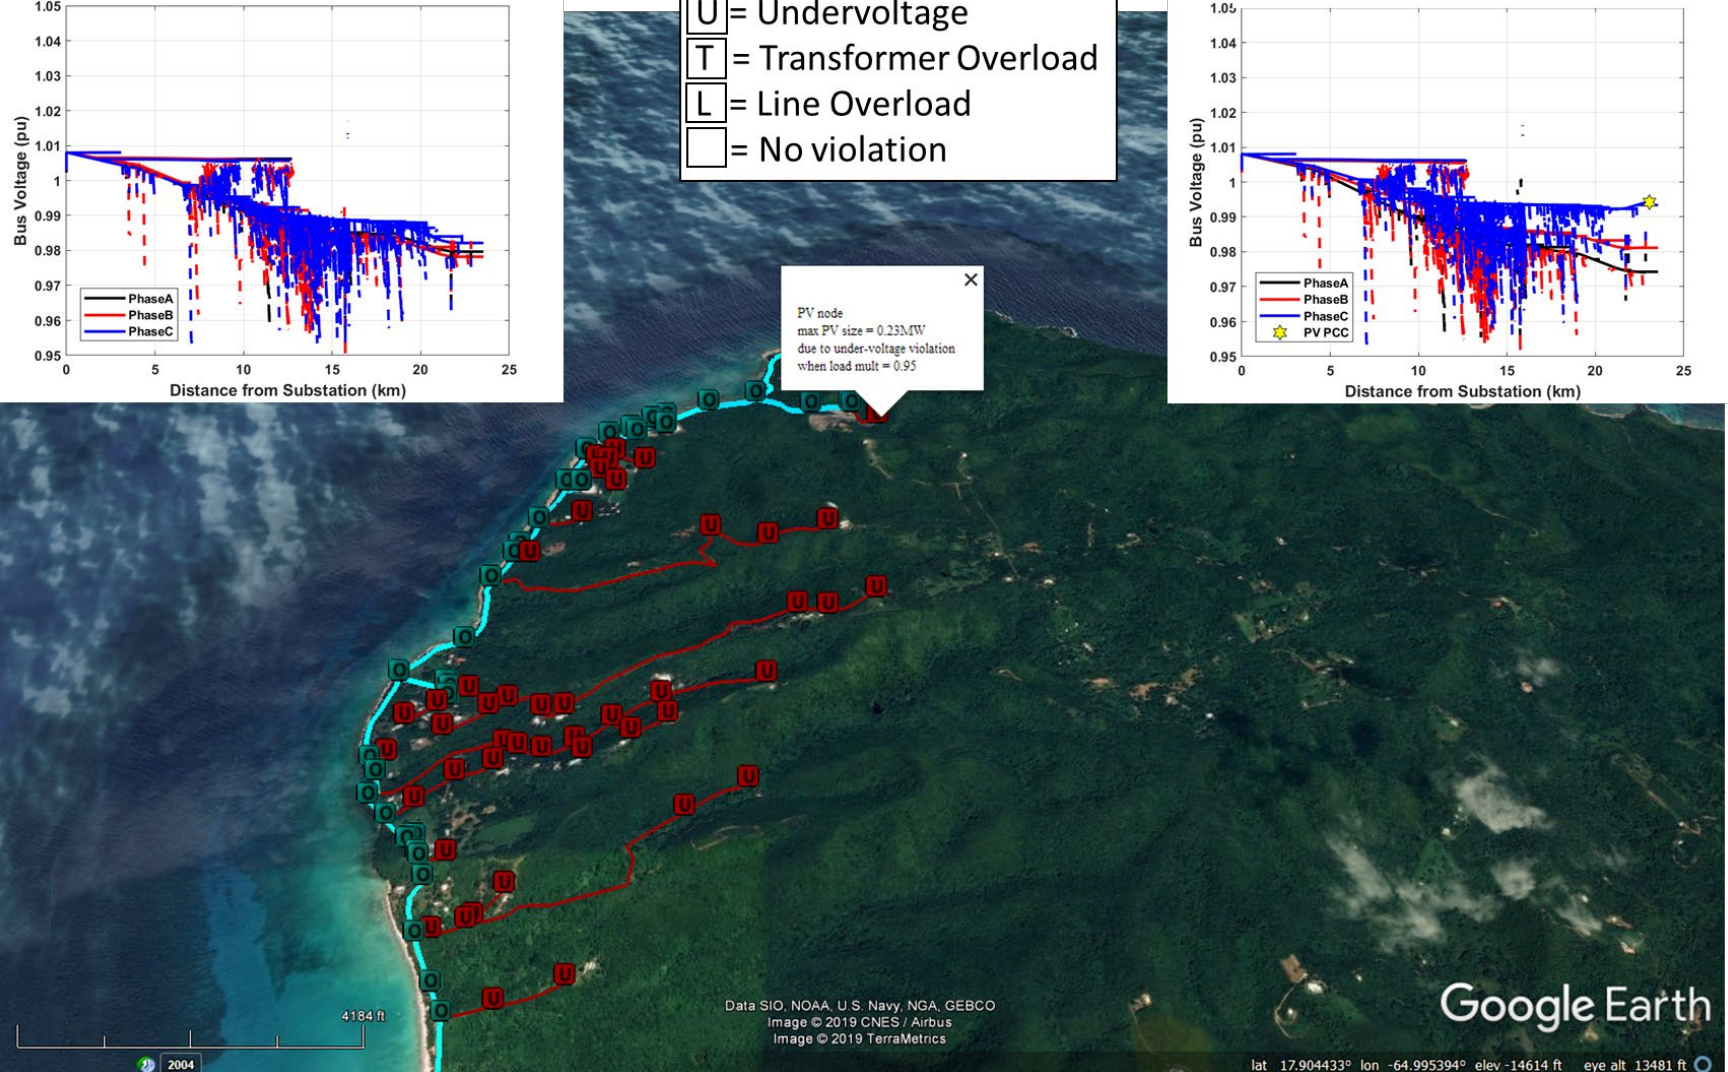 1.05
1.04
1.03
1.02
1.01
1
0.99
0.98
0.97
0.96
0.95
Bus Voltage (pu)
PhaseA
PhaseB
PhaseC
0 5 10 15 20 25
Distance from Substation (km)
U = Undervoltage
T = Transformer Overload
L = Line Overload
= No violation
1.05
1.04
1.03
1.02
1.01
1
0.99
0.98
0.97
0.96
0.95
Bus Voltage (pu)
PhaseA
PhaseB
PhaseC
PV PCC
0 5 10 15 20 25
Distance from Substation (km)
PV node
max PV size = 0.23MW
due to under-voltage violation
when load mult = 0.95
4184 ft
2004
Data SIO, NOAA, U.S. Navy, NGA, GEBCO
Image © 2019 CNES / Airbus
Image © 2019 TerraMetrics
Google Earth
lat 17.904433° lon -64.995394° elev -14614 ft eye alt 13481 ft